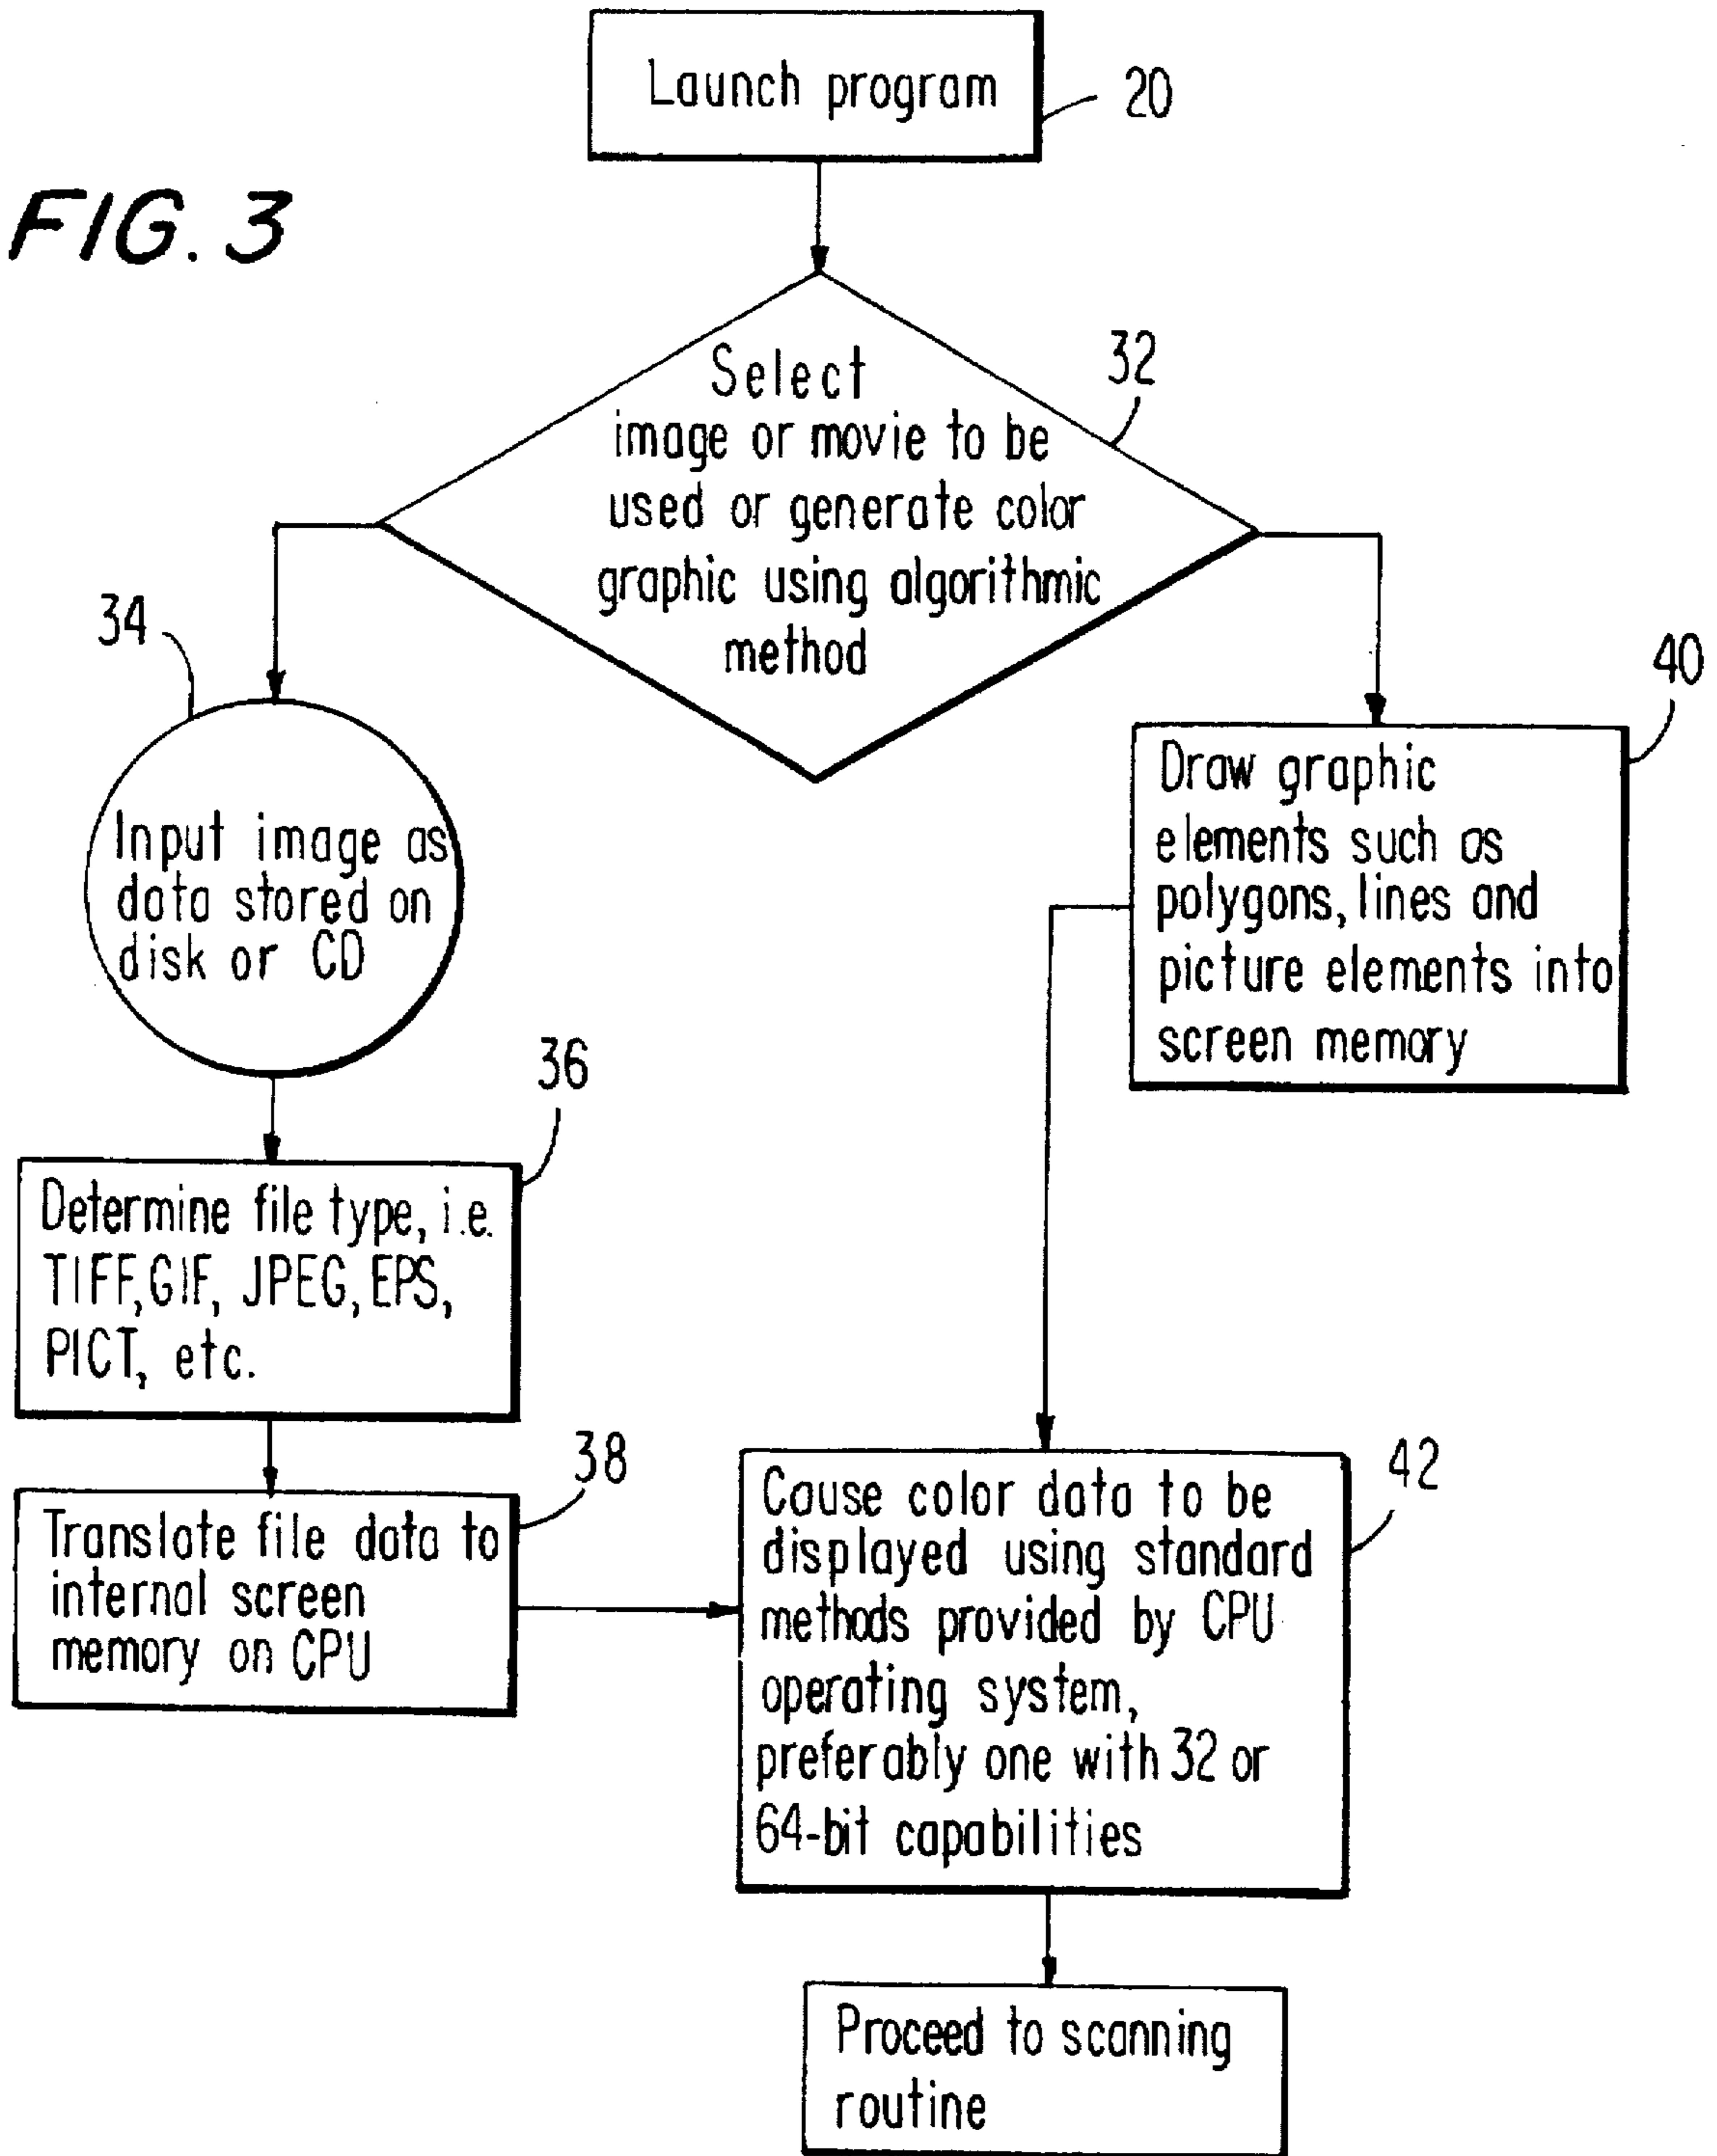 Launch program
20
FIG. 3
Select
image or movie to be
used or generate color
graphic using algorithmic
method
32
34
Input image as
data stored on
disk or CD
40
Draw graphic
elements such as
polygons, lines and
picture elements into
screen memory
36
Determine file type, i.e.
TIFF, GIF, JPEG, EPS,
PICT, etc.
38
Translate file data to
internal screen
memory on CPU
42
Cause color data to be
displayed using standard
methods provided by CPU
operating system,
preferably one with 32 or
64-bit capabilities
Proceed to scanning
routine